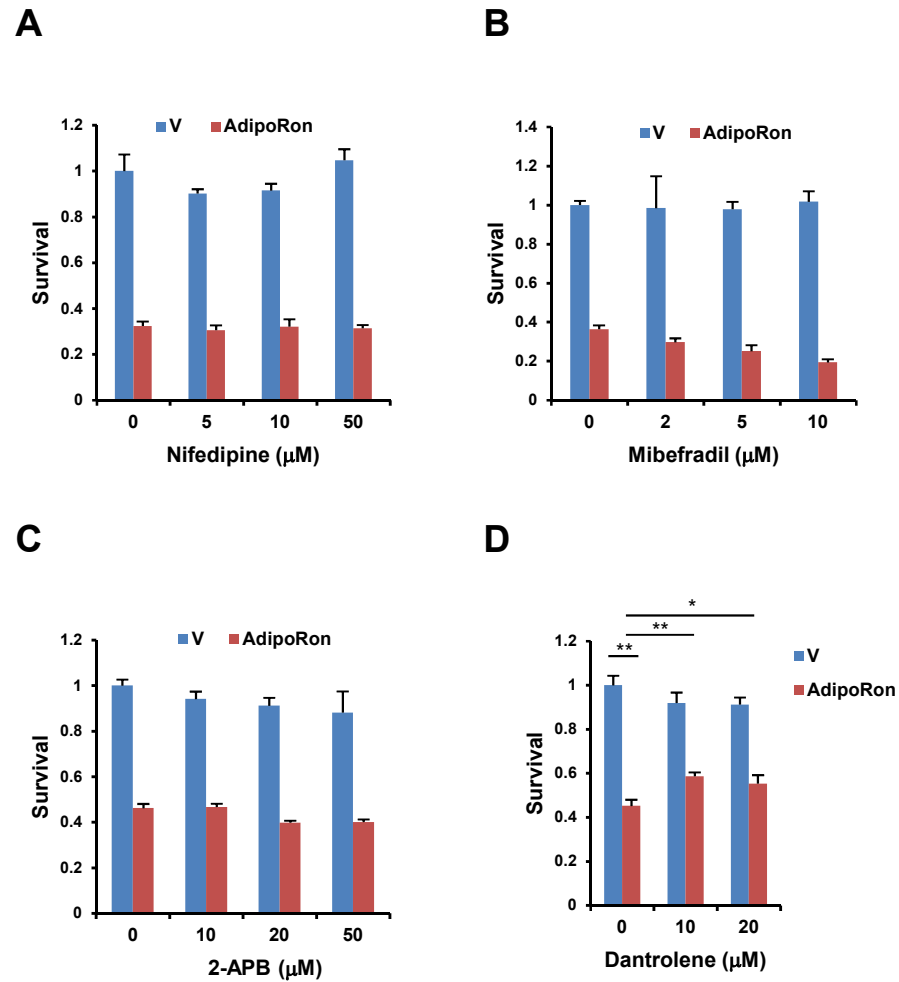 A
V AdipoRon
1.2
1
0.8
0.6
0.4
0.2
0
Survival
0 5 10 50
Nifedipine (μM)
B
V AdipoRon
1.4
1.2
1
0.8
0.6
0.4
0.2
0
Survival
0 2 5 10
Mibefradil (μM)
C
V AdipoRon
1.2
1
0.8
0.6
0.4
0.2
0
Survival
0 10 20 50
2-APB (μM)
D
*
**
**
V
AdipoRon
1.2
1
0.8
0.6
0.4
0.2
0
Survival
0 10 20
Dantrolene (μM)